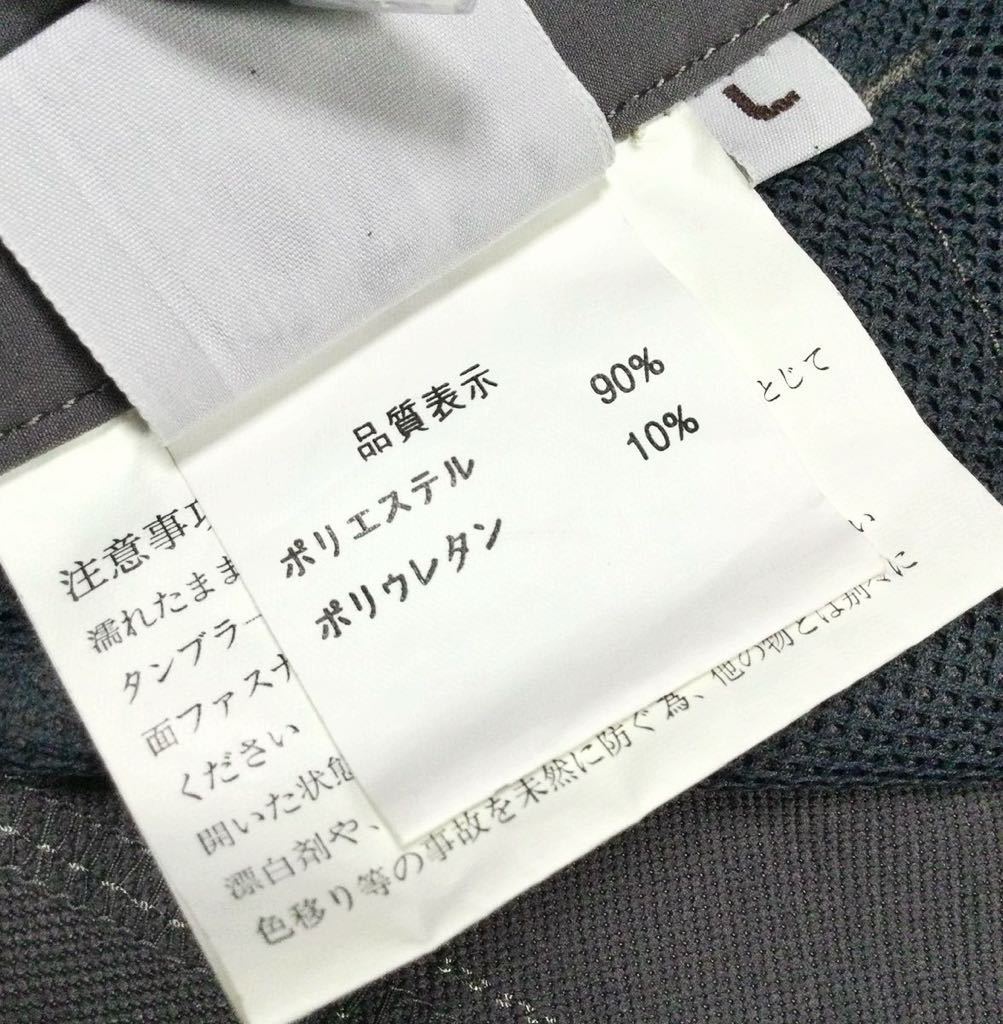 L
品質表示
ポリエステル 90%
ポリウレタン 10%
注意事項
濡れたまま
タンブラー
面ファスナ とじて
ください
開いた状態 い
漂白剤や、 他の物とは別々に
色移り等の事故を未然に防ぐ為、